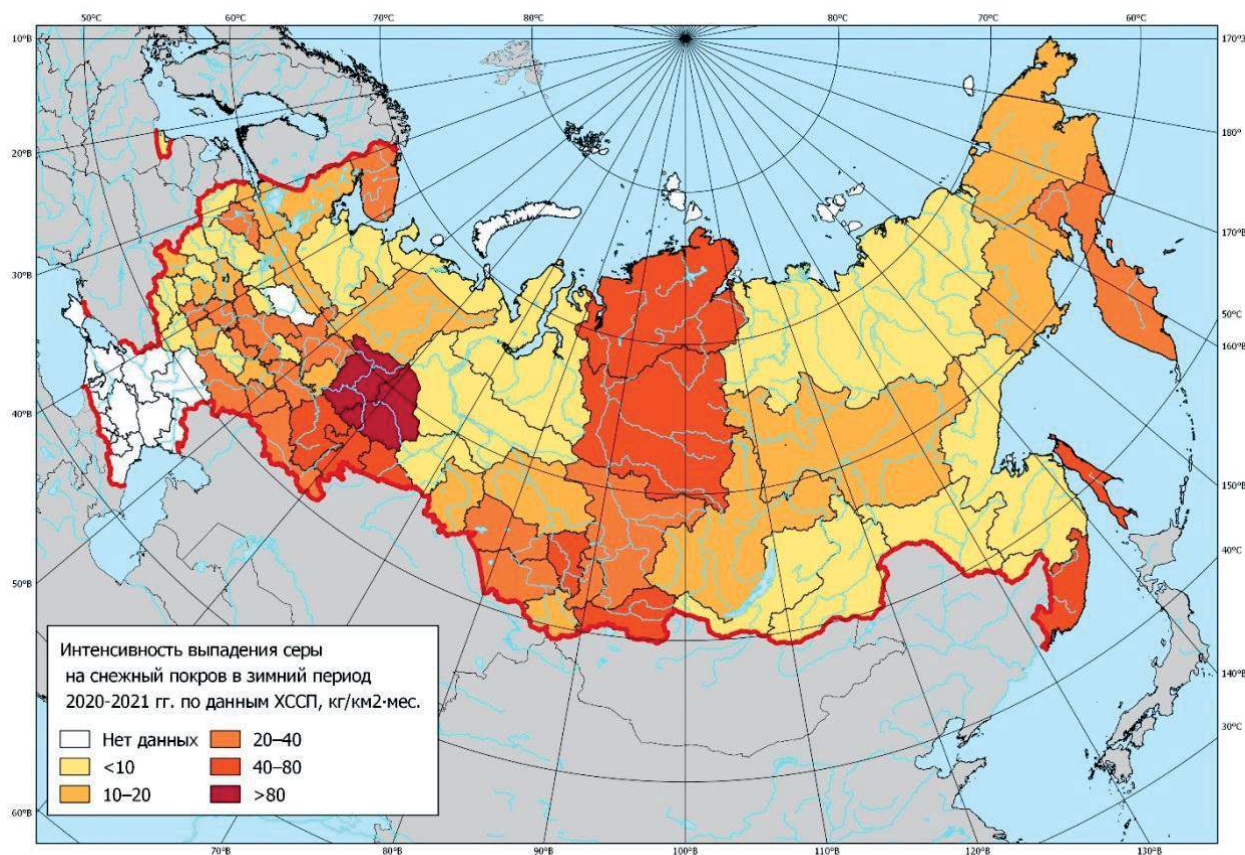 50°С 60°С 70°С 80°С 80°С 70°С 60°С
10°В 170°З
180°
20°В
170°В
30°В
50°С
160°В
40°В
150°В
40°С
50°В
140°В
30°С
Интенсивность выпадения серы
на снежный покров в зимний период
2020-2021 гг. по данным ХССП, кг/км2·мес.
Нет данных 20–40
<10 40–80
10–20 >80
60°В
70°В 80°В 90°В 100°В 110°В 120°В 130°В